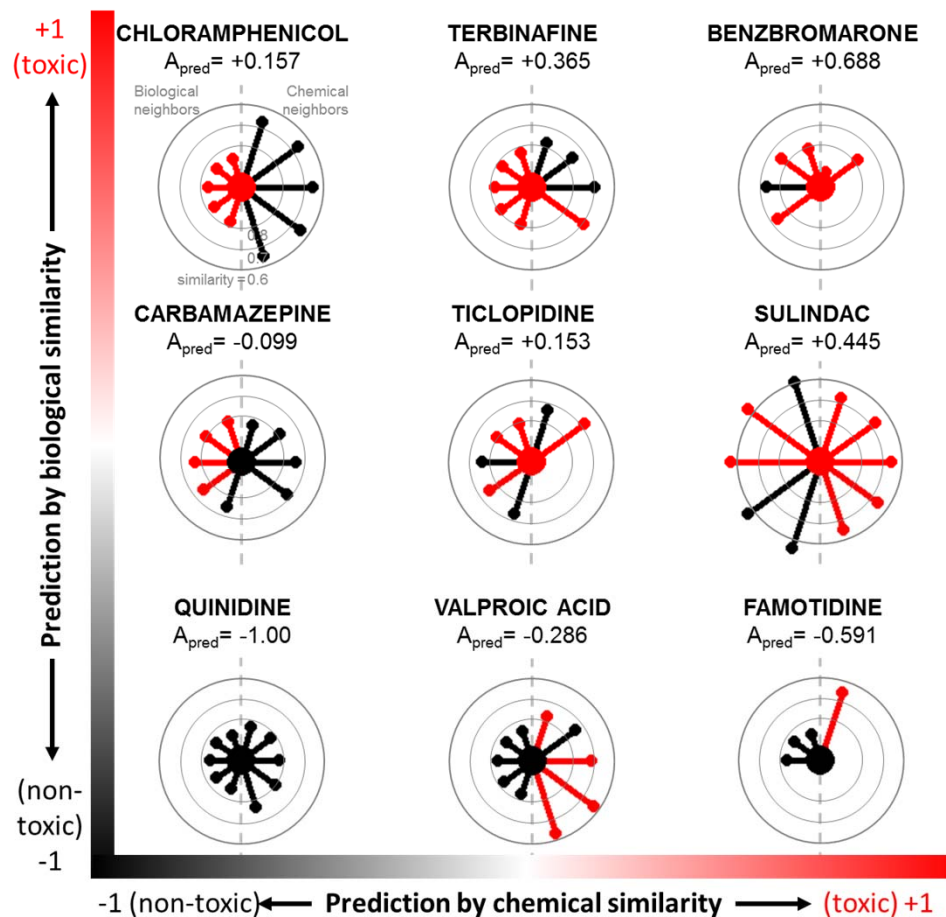 +1
(toxic)
Prediction by biological similarity
(non-
toxic)
-1
CHLORAMPHENICOL
Apred= +0.157
Biological
neighbors
Chemical
neighbors
0.8
similarity =0.6
TERBINAFINE
Apred= +0.365
BENZBROMARONE
Apred= +0.688
CARBAMAZEPINE
Apred= -0.099
TICLOPIDINE
Apred= +0.153
SULINDAC
Apred= +0.445
QUINIDINE
Apred= -1.00
VALPROIC ACID
Apred= -0.286
FAMOTIDINE
Apred= -0.591
-1 (non-toxic)
Prediction by chemical similarity
(toxic) +1